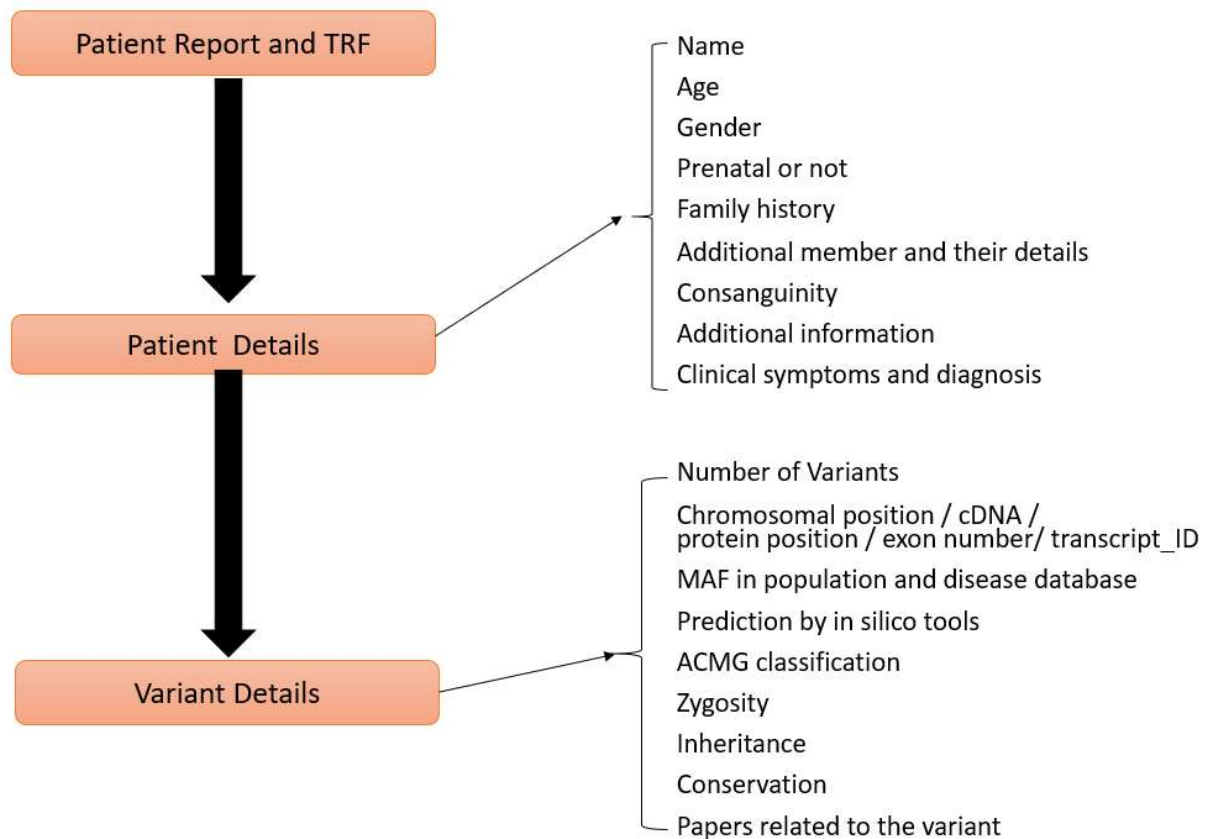 Patient Report and TRF
Name
Age
Gender
Prenatal or not
Family history
Additional member and their details
Consanguinity
Additional information
Clinical symptoms and diagnosis
Patient Details
Number of Variants
Chromosomal position / cDNA /
protein position / exon number/ transcript_ID
MAF in population and disease database
Prediction by in silico tools
ACMG classification
Zygosity
Inheritance
Conservation
Papers related to the variant
Variant Details